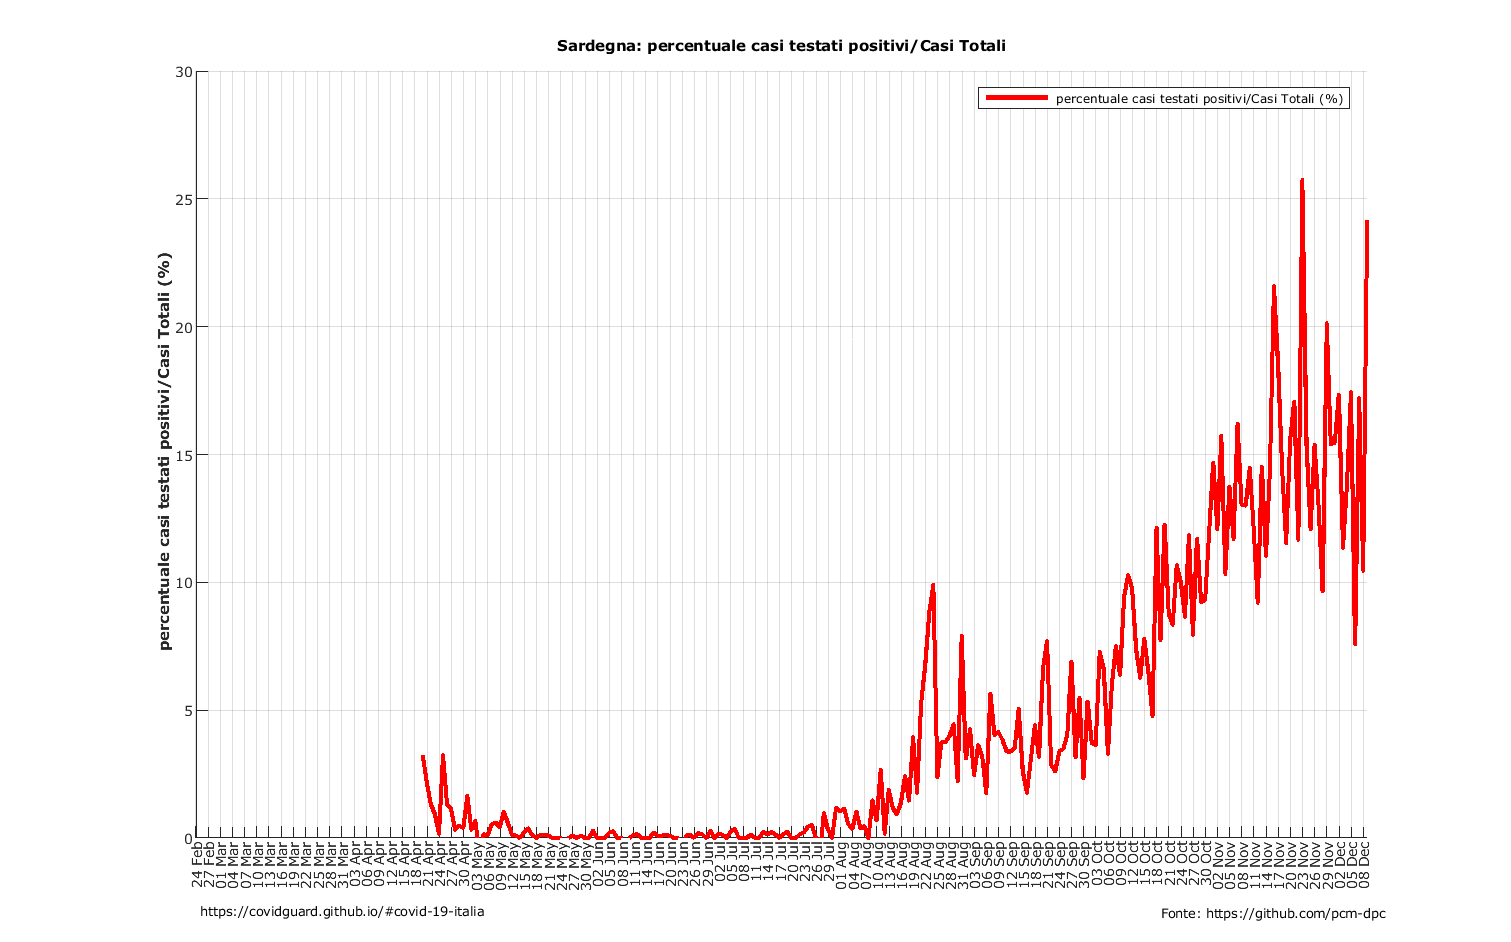 Sardegna: percentuale casi testati positivi/Casi Totali
percentuale casi testati positivi/Casi Totali (%)
percentuale casi testati positivi/Casi Totali (%)
30
25
20
15
10
5
0
24 Feb
27 Feb
01 Mar
04 Mar
07 Mar
10 Mar
13 Mar
16 Mar
19 Mar
22 Mar
25 Mar
28 Mar
31 Mar
03 Apr
06 Apr
09 Apr
12 Apr
15 Apr
18 Apr
21 Apr
24 Apr
27 Apr
30 Apr
03 May
06 May
09 May
12 May
15 May
18 May
21 May
24 May
27 May
30 May
02 Jun
05 Jun
08 Jun
11 Jun
14 Jun
17 Jun
20 Jun
23 Jun
26 Jun
29 Jun
02 Jul
05 Jul
08 Jul
11 Jul
14 Jul
17 Jul
20 Jul
23 Jul
26 Jul
29 Jul
01 Aug
04 Aug
07 Aug
10 Aug
13 Aug
16 Aug
19 Aug
22 Aug
25 Aug
28 Aug
31 Aug
03 Sep
06 Sep
09 Sep
12 Sep
15 Sep
18 Sep
21 Sep
24 Sep
27 Sep
30 Sep
03 Oct
06 Oct
09 Oct
12 Oct
15 Oct
18 Oct
21 Oct
24 Oct
27 Oct
30 Oct
02 Nov
05 Nov
08 Nov
11 Nov
14 Nov
17 Nov
20 Nov
23 Nov
26 Nov
29 Nov
02 Dec
05 Dec
08 Dec
https://covidguard.github.io/#covid-19-italia
Fonte: https://github.com/pcm-dpc